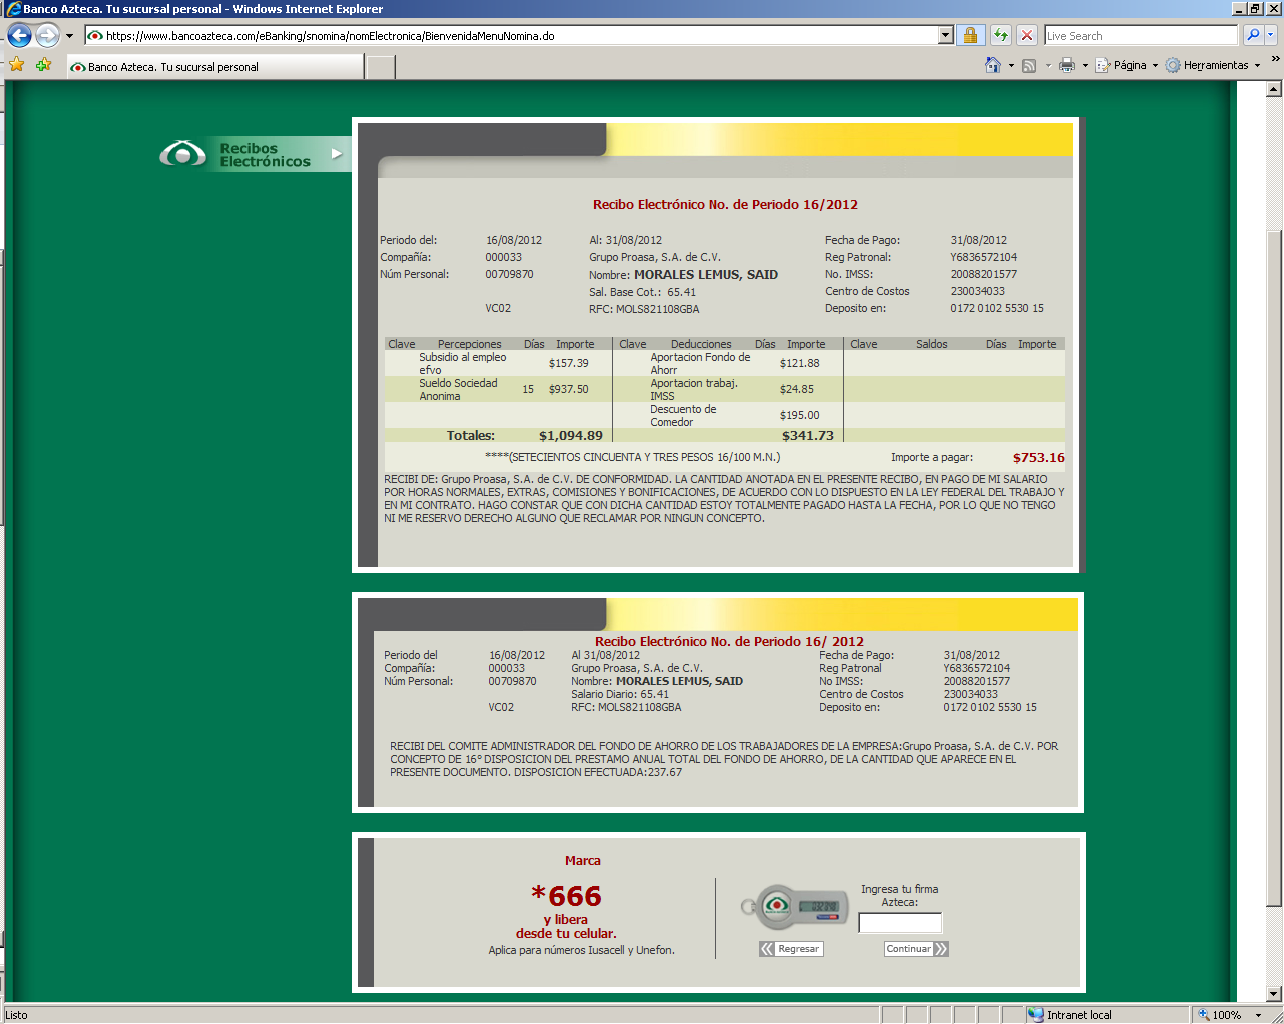 Banco Azteca. Tu sucursal personal - Windows Internet Explorer
https://www.bancoazteca.com/eBanking/snomina/nomElectronica/BienvenidaMenuNomina.do
Live Search
Banco Azteca. Tu sucursal personal
Página
Herramientas
Recibos
Electrónicos
Recibo Electrónico No. de Periodo 16/2012
Periodo del: 16/08/2012 Al: 31/08/2012 Fecha de Pago: 31/08/2012
Compañía: 000033 Grupo Proasa, S.A. de C.V. Reg Patronal: Y6836572104
Núm Personal: 00709870 Nombre: MORALES LEMUS, SAID No. IMSS: 20088201577
Sal. Base Cot.: 65.41 Centro de Costos 230034033
VC02 RFC: MOLS821108GBA Deposito en: 0172 0102 5530 15
Clave Percepciones Días Importe Clave Deducciones Días Importe Clave Saldos Días Importe
Subsidio al empleo efvo $157.39 Aportacion Fondo de Ahorr $121.88
Sueldo Sociedad Anonima 15 $937.50 Aportacion trabaj. IMSS $24.85
Descuento de Comedor $195.00
Totales: $1,094.89 $341.73
****(SETECIENTOS CINCUENTA Y TRES PESOS 16/100 M.N.) Importe a pagar: $753.16
RECIBI DE: Grupo Proasa, S.A. de C.V. DE CONFORMIDAD. LA CANTIDAD ANOTADA EN EL PRESENTE RECIBO, EN PAGO DE MI SALARIO
POR HORAS NORMALES, EXTRAS, COMISIONES Y BONIFICACIONES, DE ACUERDO CON LO DISPUESTO EN LA LEY FEDERAL DEL TRABAJO Y
EN MI CONTRATO. HAGO CONSTAR QUE CON DICHA CANTIDAD ESTOY TOTALMENTE PAGADO HASTA LA FECHA, POR LO QUE NO TENGO
NI ME RESERVO DERECHO ALGUNO QUE RECLAMAR POR NINGUN CONCEPTO.
Recibo Electrónico No. de Periodo 16/ 2012
Periodo del 16/08/2012 Al 31/08/2012 Fecha de Pago: 31/08/2012
Compañía: 000033 Grupo Proasa, S.A. de C.V. Reg Patronal Y6836572104
Núm Personal: 00709870 Nombre: MORALES LEMUS, SAID No IMSS: 20088201577
Salario Diario: 65.41 Centro de Costos 230034033
VC02 RFC: MOLS821108GBA Deposito en: 0172 0102 5530 15
RECIBI DEL COMITE ADMINISTRADOR DEL FONDO DE AHORRO DE LOS TRABAJADORES DE LA EMPRESA:Grupo Proasa, S.A. de C.V. POR
CONCEPTO DE 16° DISPOSICION DEL PRESTAMO ANUAL TOTAL DEL FONDO DE AHORRO, DE LA CANTIDAD QUE APARECE EN EL
PRESENTE DOCUMENTO. DISPOSICION EFECTUADA:237.67
Marca
*666
y libera
desde tu celular.
Aplica para números Iusacell y Unefon.
Ingresa tu firma
Azteca:
Regresar
Continuar
Listo
Intranet local
100%